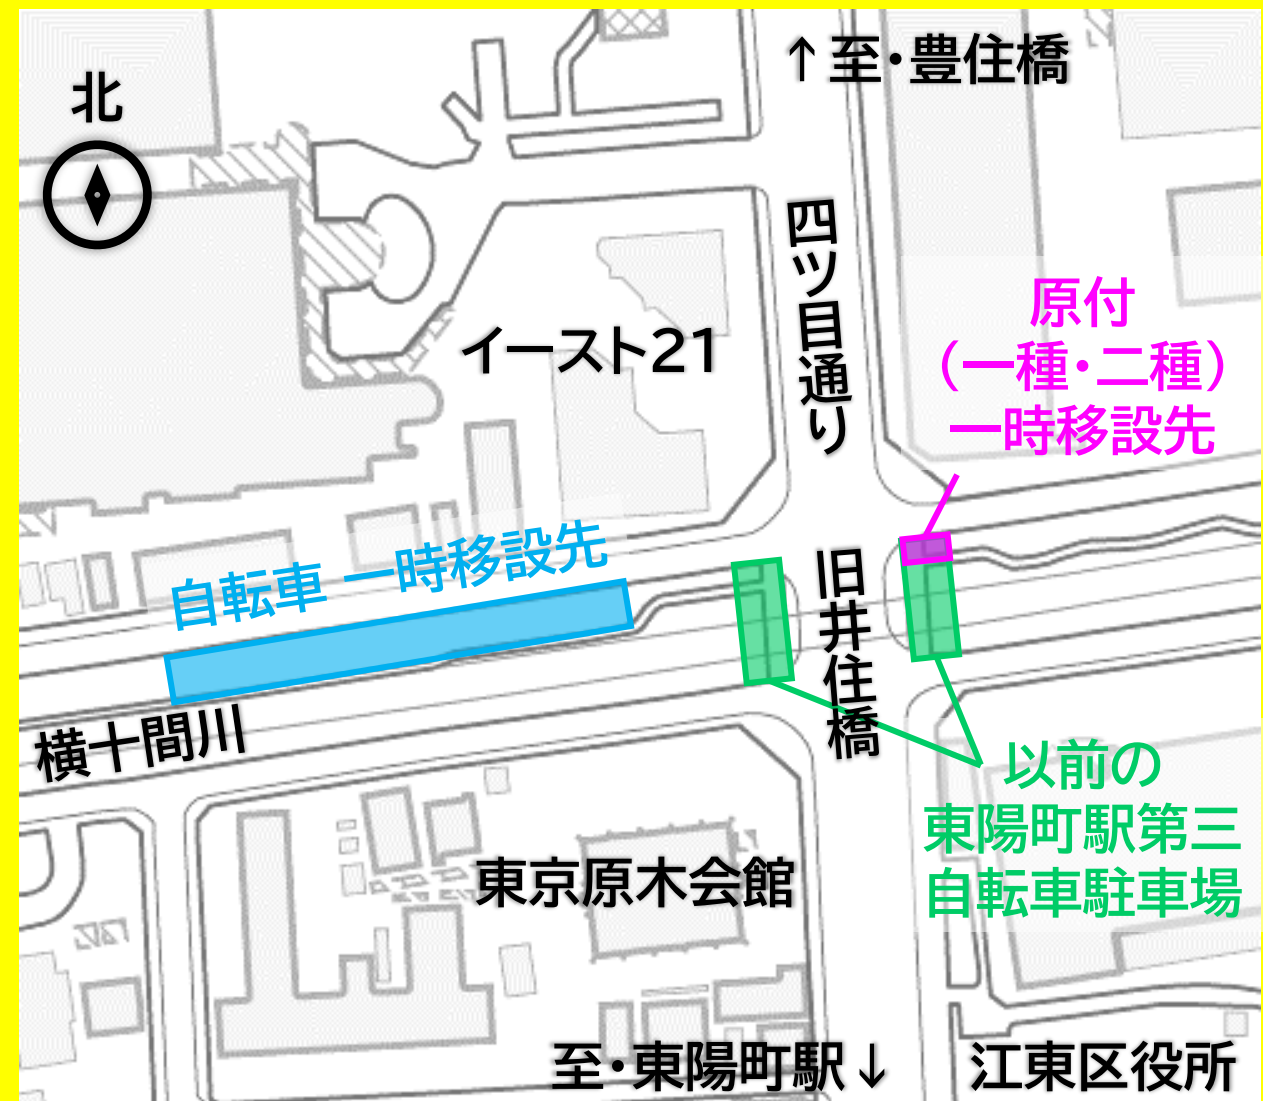 ↑至・豊住橋
北
四ツ目通り
原付
（一種・二種）
一時移設先
イースト21
自転車 一時移設先
旧井住橋
横十間川
以前の
東陽町駅第三
自転車駐車場
東京原木会館
至・東陽町駅↓
江東区役所